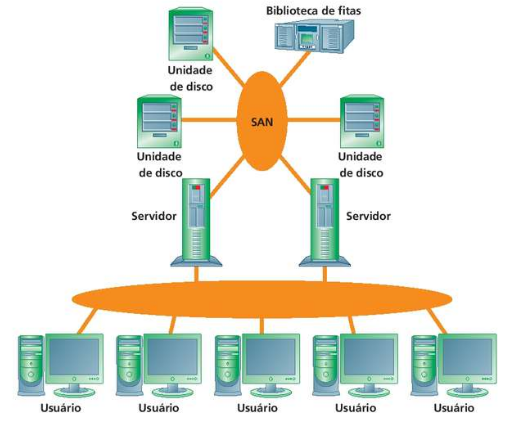 Biblioteca de fitas
Unidade
de disco
SAN
Unidade
de disco
Unidade
de disco
Servidor
Servidor
Usuário
Usuário
Usuário
Usuário
Usuário